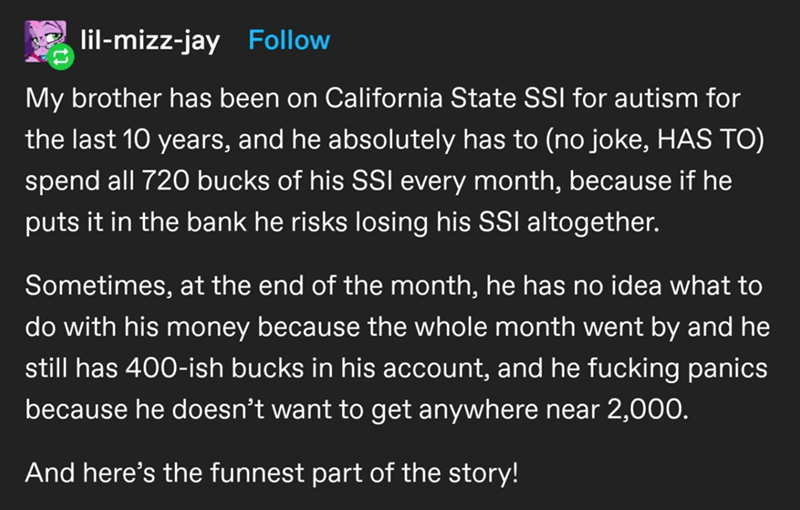 lil-mizz-jay Follow
My brother has been on California State SSI for autism for
the last 10 years, and he absolutely has to (no joke, HAS TO)
spend all 720 bucks of his SSI every month, because if he
puts it in the bank he risks losing his SSI altogether.
Sometimes, at the end of the month, he has no idea what to
do with his money because the whole month went by and he
still has 400-ish bucks in his account, and he fucking panics
because he doesn’t want to get anywhere near 2,000.
And here’s the funnest part of the story!